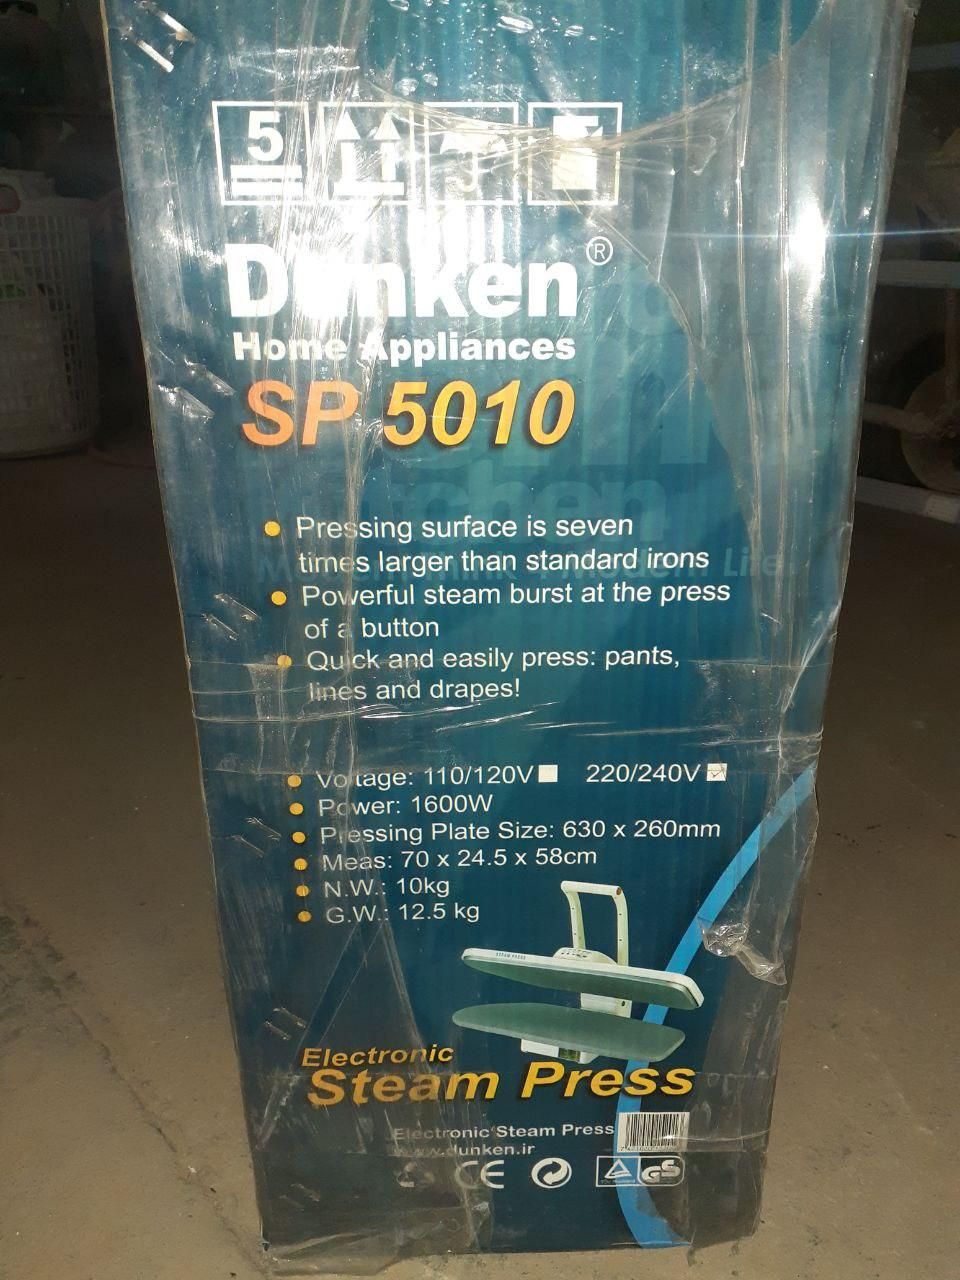 5
Dunken®
Home Appliances
SP 5010
Pressing surface is seven
times larger than standard irons
Powerful steam burst at the press
of a button
Quick and easily press: pants,
lines and drapes!
Voltage: 110/120V 220/240V
Power: 1600W
Pressing Plate Size: 630 x 260mm
Meas: 70 x 24.5 x 58cm
N.W.: 10kg
G.W.: 12.5 kg
STEAM PRESS
Electronic
Steam Press
Electronic Steam Press
www.dunken.ir
CE
GS